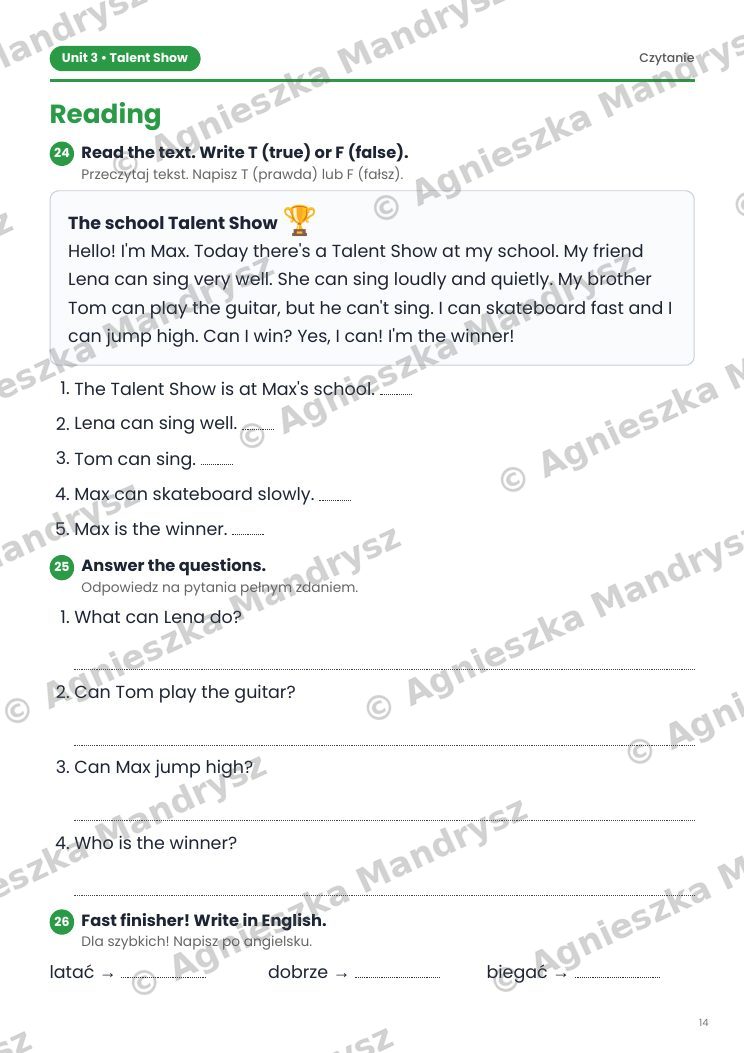 Unit 3 • Talent Show
Czytanie
Reading
24 Read the text. Write T (true) or F (false).
Przeczytaj tekst. Napisz T (prawda) lub F (fałsz).
The school Talent Show 🏆
Hello! I'm Max. Today there's a Talent Show at my school. My friend
Lena can sing very well. She can sing loudly and quietly. My brother
Tom can play the guitar, but he can't sing. I can skateboard fast and I
can jump high. Can I win? Yes, I can! I'm the winner!
1. The Talent Show is at Max's school. ........
2. Lena can sing well. ........
3. Tom can sing. ........
4. Max can skateboard slowly. ........
5. Max is the winner. ........
25 Answer the questions.
Odpowiedz na pytania pełnym zdaniem.
1. What can Lena do?
2. Can Tom play the guitar?
3. Can Max jump high?
4. Who is the winner?
26 Fast finisher! Write in English.
Dla szybkich! Napisz po angielsku.
latać → ........ dobrze → ........ biegać → ........
14
© Agnieszka Mandrysz